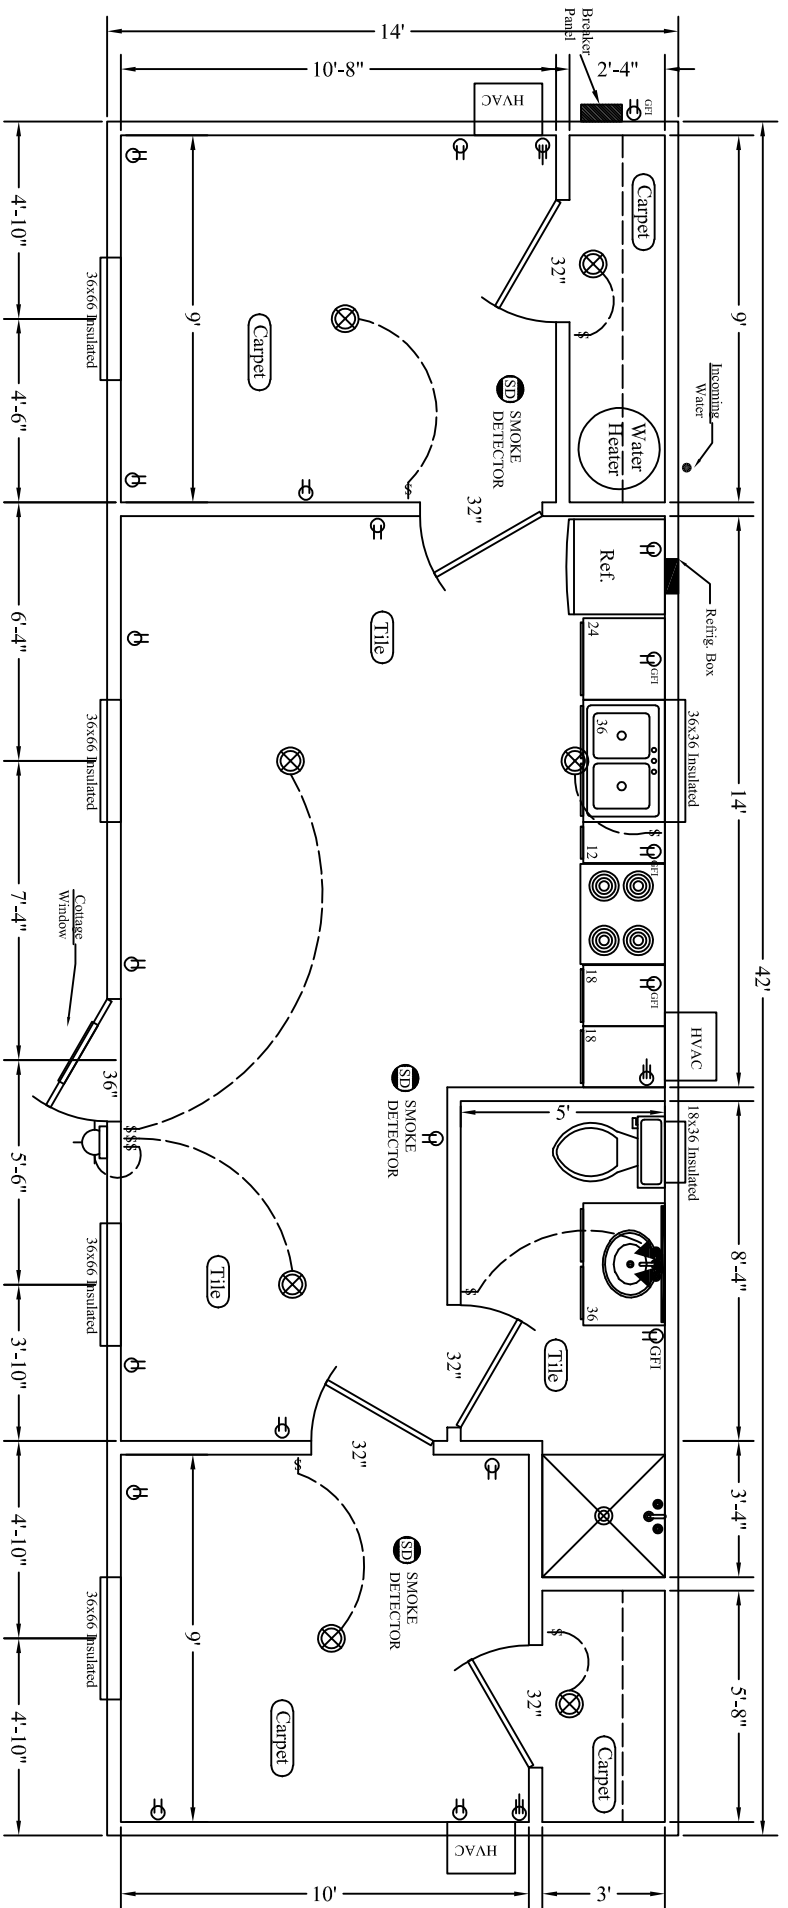 14'
10'-8"
2'-4"
Breaker
Panel
HVAC
GFI
42'
9'
14'
8'-4"
3'-4"
5'-8"
Carpet
32"
$
Water
Heater
Incoming
Water
9'
Carpet
SD
SMOKE
DETECTOR
$
32"
36x66 Insulated
4'-10"
4'-6"
6'-4"
7'-4"
5'-6"
3'-10"
4'-10"
4'-10"
Ref.
Refrig. Box
24
GFI
36
36x36 Insulated
$
12
GFI
18
GFI
18
HVAC
Tile
36x66 Insulated
Cottage
Window
36"
$$$
SD
SMOKE
DETECTOR
5'
18x36 Insulated
36
GFI
$
Tile
32"
Tile
36x66 Insulated
32"
$
9'
SD
SMOKE
DETECTOR
36x66 Insulated
Carpet
$
32"
Carpet
HVAC
10'
3'